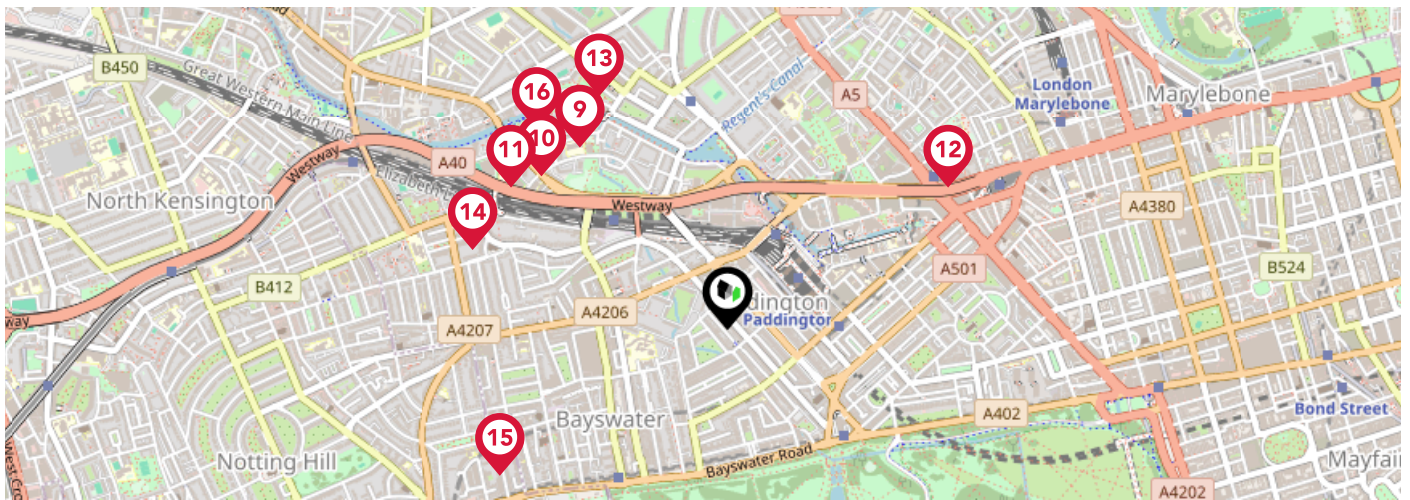 B450
Great Western Main Line
13
16
9
10
11
A40
Westway
Regent's Canal
A5
London
Marylebone
Marylebone
12
North Kensington
14
Westway
A4380
B412
A501
B524
way
A4207
A4206
dington
Paddington
Bayswater
15
Notting Hill
Bayswater Road
A402
Bond Street
Mayfair
A4202